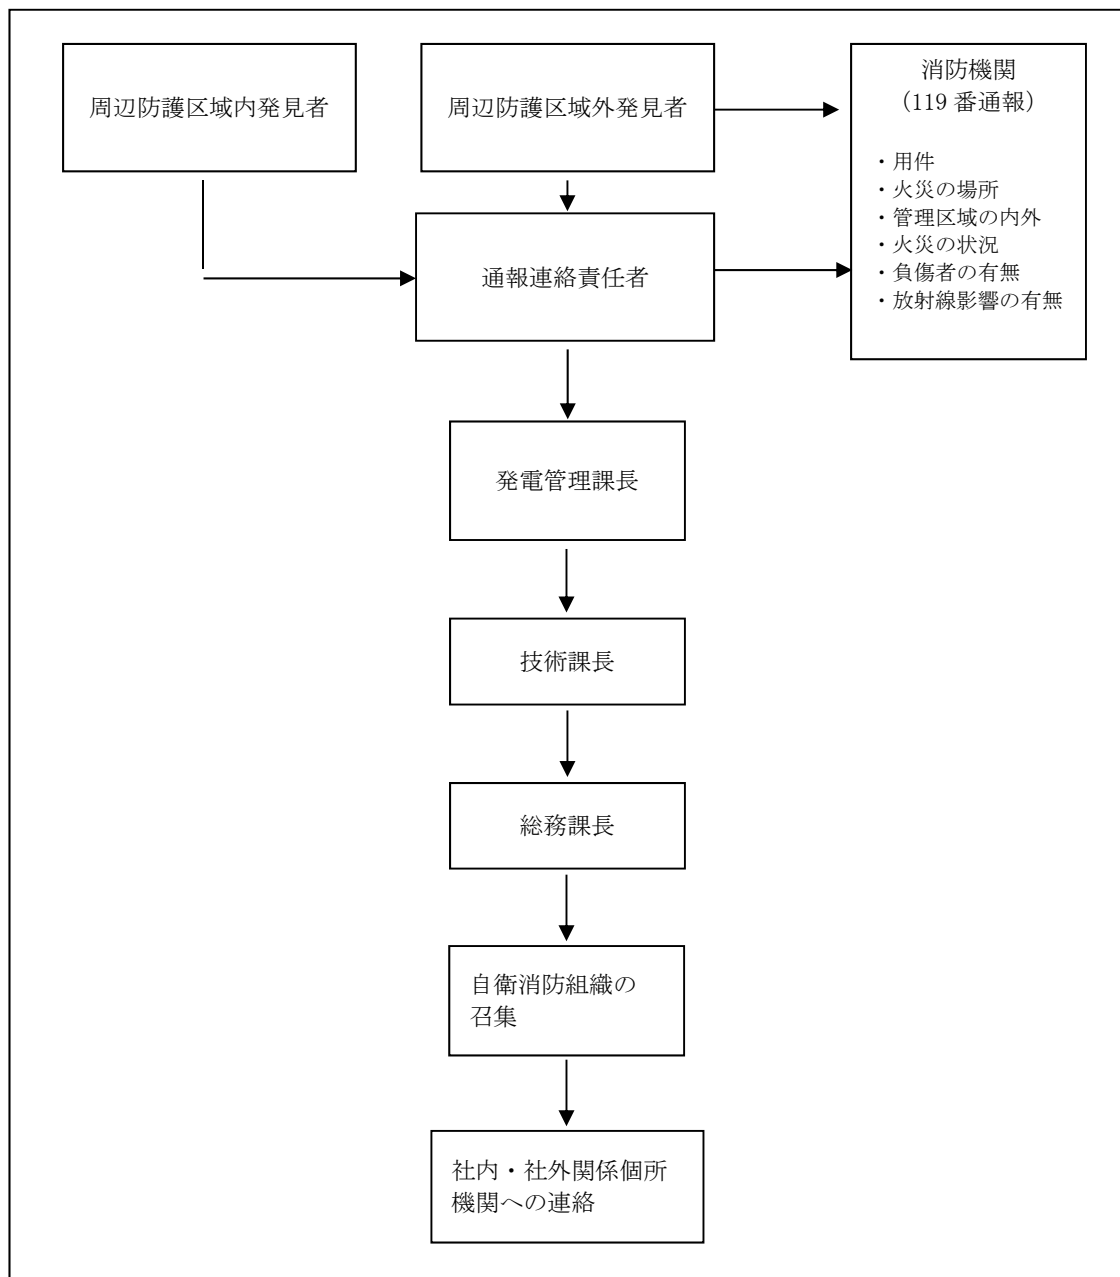 周辺防護区域内発見者
周辺防護区域外発見者
消防機関
（119 番通報）
・用件
・火災の場所
・管理区域の内外
・火災の状況
・負傷者の有無
・放射線影響の有無
通報連絡責任者
発電管理課長
技術課長
総務課長
自衛消防組織の
召集
社内・社外関係個所
機関への連絡